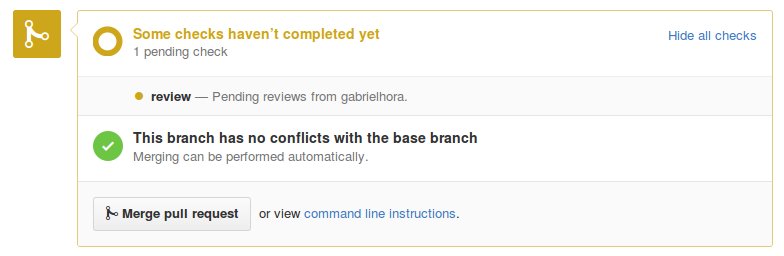 Some checks haven’t completed yet
Hide all checks
1 pending check
review — Pending reviews from gabrielhora.
This branch has no conflicts with the base branch
Merging can be performed automatically.
Merge pull request or view command line instructions.